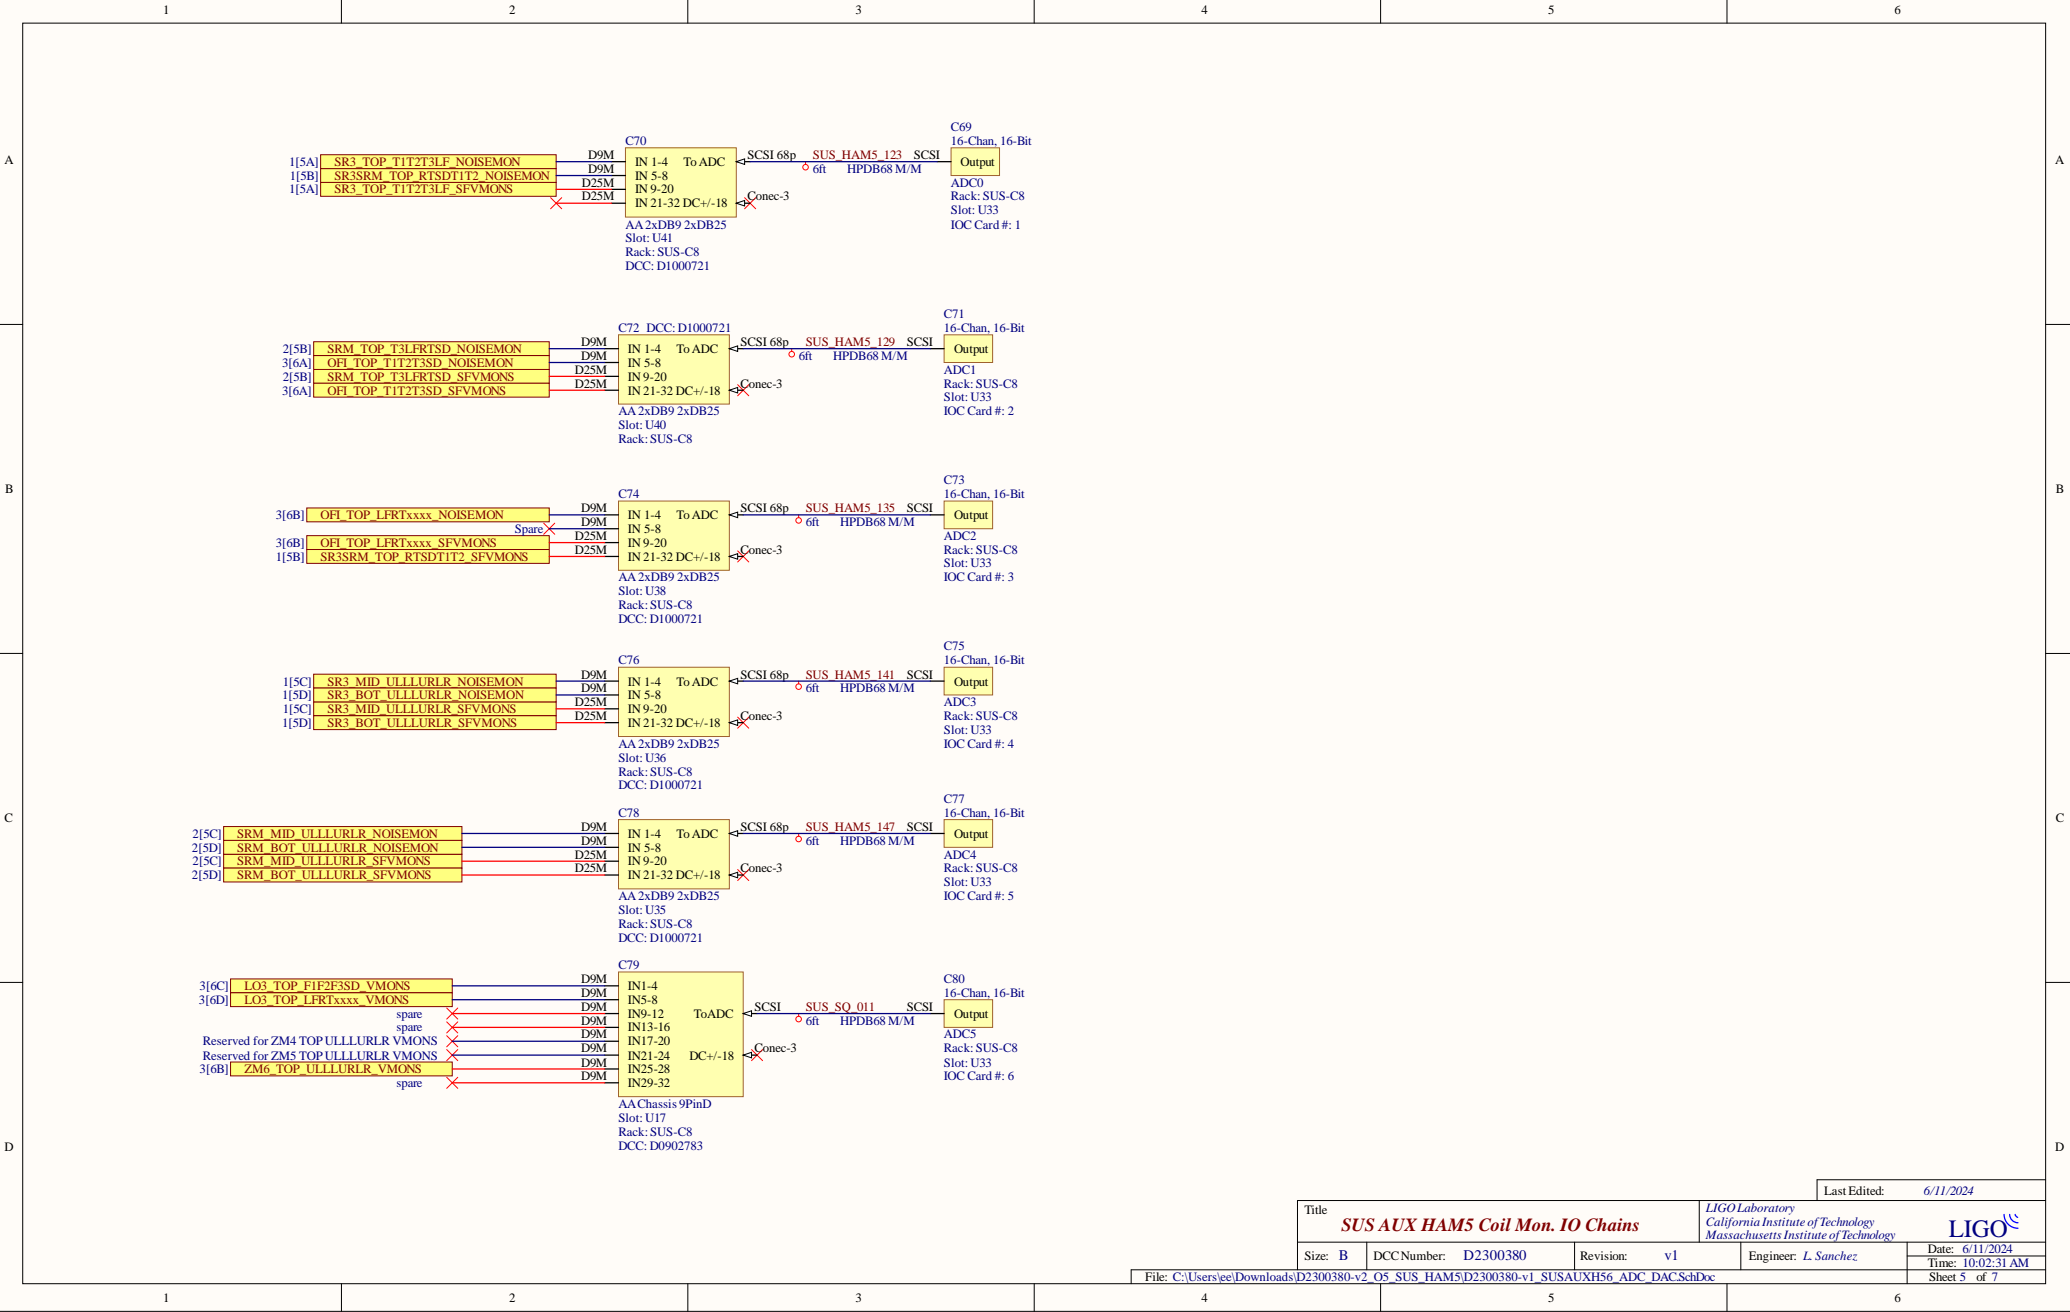 1 2 3 4 5 6
A A
B B
C C
D D
C70
1[5A] SR3_TOP_T1T2T3LF_NOISEMON D9M IN 1-4 To ADC SCSI 68p SUS_HAM5_123 SCSI Output
1[5B] SR3SRM_TOP_RTSDT1T2_NOISEMON D9M IN 5-8 6ft HPDB68 M/M
1[5A] SR3_TOP_T1T2T3LF_SFVMONS D25M IN 9-20
D25M IN 21-32 DC+/-18 Conec-3
AA 2xDB9 2xDB25
Slot: U41
Rack: SUS-C8
DCC: D1000721
C69
16-Chan, 16-Bit
ADC0
Rack: SUS-C8
Slot: U33
IOC Card #: 1
C72 DCC: D1000721
2[5B] SRM_TOP_T3LFRTSD_NOISEMON D9M IN 1-4 To ADC SCSI 68p SUS_HAM5_129 SCSI Output
3[6A] OFI_TOP_T1T2T3SD_NOISEMON D9M IN 5-8 6ft HPDB68 M/M
2[5B] SRM_TOP_T3LFRTSD_SFVMONS D25M IN 9-20
3[6A] OFI_TOP_T1T2T3SD_SFVMONS D25M IN 21-32 DC+/-18 Conec-3
AA 2xDB9 2xDB25
Slot: U40
Rack: SUS-C8
C71
16-Chan, 16-Bit
ADC1
Rack: SUS-C8
Slot: U33
IOC Card #: 2
C74
3[6B] OFI_TOP_LFRTxxxx_NOISEMON D9M IN 1-4 To ADC SCSI 68p SUS_HAM5_135 SCSI Output
Spare D9M IN 5-8 6ft HPDB68 M/M
3[6B] OFI_TOP_LFRTxxxx_SFVMONS D25M IN 9-20
1[5B] SR3SRM_TOP_RTSDT1T2_SFVMONS D25M IN 21-32 DC+/-18 Conec-3
AA 2xDB9 2xDB25
Slot: U38
Rack: SUS-C8
DCC: D1000721
C73
16-Chan, 16-Bit
ADC2
Rack: SUS-C8
Slot: U33
IOC Card #: 3
C76
1[5C] SR3_MID_ULLLURLR_NOISEMON D9M IN 1-4 To ADC SCSI 68p SUS_HAM5_141 SCSI Output
1[5D] SR3_BOT_ULLLURLR_NOISEMON D9M IN 5-8 6ft HPDB68 M/M
1[5C] SR3_MID_ULLLURLR_SFVMONS D25M IN 9-20
1[5D] SR3_BOT_ULLLURLR_SFVMONS D25M IN 21-32 DC+/-18 Conec-3
AA 2xDB9 2xDB25
Slot: U36
Rack: SUS-C8
DCC: D1000721
C75
16-Chan, 16-Bit
ADC3
Rack: SUS-C8
Slot: U33
IOC Card #: 4
C78
2[5C] SRM_MID_ULLLURLR_NOISEMON D9M IN 1-4 To ADC SCSI 68p SUS_HAM5_147 SCSI Output
2[5D] SRM_BOT_ULLLURLR_NOISEMON D9M IN 5-8 6ft HPDB68 M/M
2[5C] SRM_MID_ULLLURLR_SFVMONS D25M IN 9-20
2[5D] SRM_BOT_ULLLURLR_SFVMONS D25M IN 21-32 DC+/-18 Conec-3
AA 2xDB9 2xDB25
Slot: U35
Rack: SUS-C8
DCC: D1000721
C77
16-Chan, 16-Bit
ADC4
Rack: SUS-C8
Slot: U33
IOC Card #: 5
C79
3[6C] LO3_TOP_F1F2F3SD_VMONS D9M IN1-4
3[6D] LO3_TOP_LFRTxxxx_VMONS D9M IN5-8
spare D9M IN9-12 ToADC SCSI SUS_SQ_011 SCSI Output
spare D9M IN13-16 6ft HPDB68 M/M
Reserved for ZM4 TOP ULLLURLR VMONS D9M IN17-20
Reserved for ZM5 TOP ULLLURLR VMONS D9M IN21-24 DC+/-18 Conec-3
3[6B] ZM6_TOP_ULLLURLR_VMONS D9M IN25-28
spare D9M IN29-32
AA Chassis 9PinD
Slot: U17
Rack: SUS-C8
DCC: D0902783
C80
16-Chan, 16-Bit
ADC5
Rack: SUS-C8
Slot: U33
IOC Card #: 6
Last Edited: 6/11/2024
Title
SUS AUX HAM5 Coil Mon. IO Chains
LIGO Laboratory
California Institute of Technology
Massachusetts Institute of Technology
LIGO
Size: B DCC Number: D2300380 Revision: v1 Engineer: L. Sanchez
Date: 6/11/2024
Time: 10:02:31 AM
File: C:\Users\ee\Downloads\D2300380-v2_O5_SUS_HAM5\D2300380-v1_SUSAUXH56_ADC_DAC.SchDoc
Sheet 5 of 7
1 2 3 4 5 6